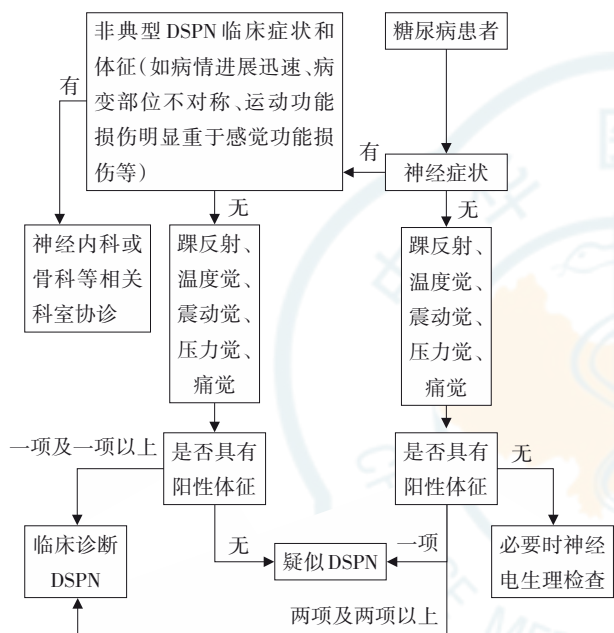 非典型DSPN临床症状和
体征(如病情进展迅速、病
变部位不对称、运动功能
损伤明显重于感觉功能损
伤等)
糖尿病患者
有
有
神经症状
无
无
神经内科或
骨科等相关
科室协诊
踝反射、
温度觉、
震动觉、
压力觉、
痛觉
踝反射、
温度觉、
震动觉、
压力觉、
痛觉
一项及一项以上
是否具有
阳性体征
是否具有
阳性体征
无
临床诊断
DSPN
无
疑似DSPN
一项
必要时神经
电生理检查
两项及两项以上